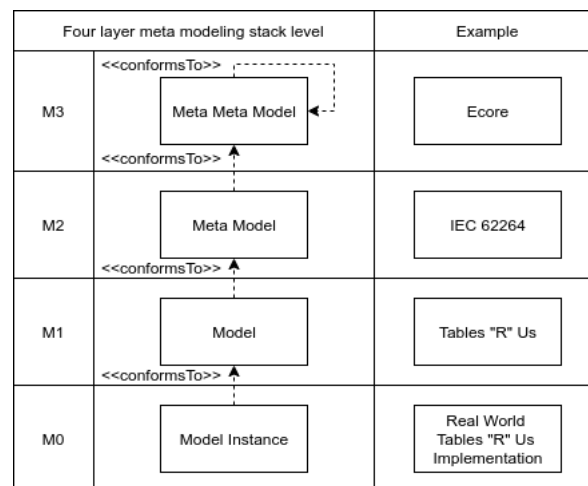 Four layer meta modeling stack level
Example
<<conformsTo>>
M3
Meta Meta Model
Ecore
<<conformsTo>>
M2
Meta Model
IEC 62264
<<conformsTo>>
M1
Model
Tables "R" Us
<<conformsTo>>
M0
Model Instance
Real World
Tables "R" Us
Implementation